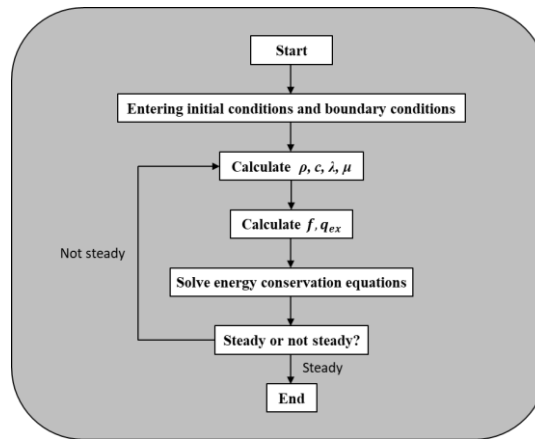 Start
Entering initial conditions and boundary conditions
Calculate ρ, c, λ, μ
Calculate f, q_ex
Not steady
Solve energy conservation equations
Steady or not steady?
Steady
End